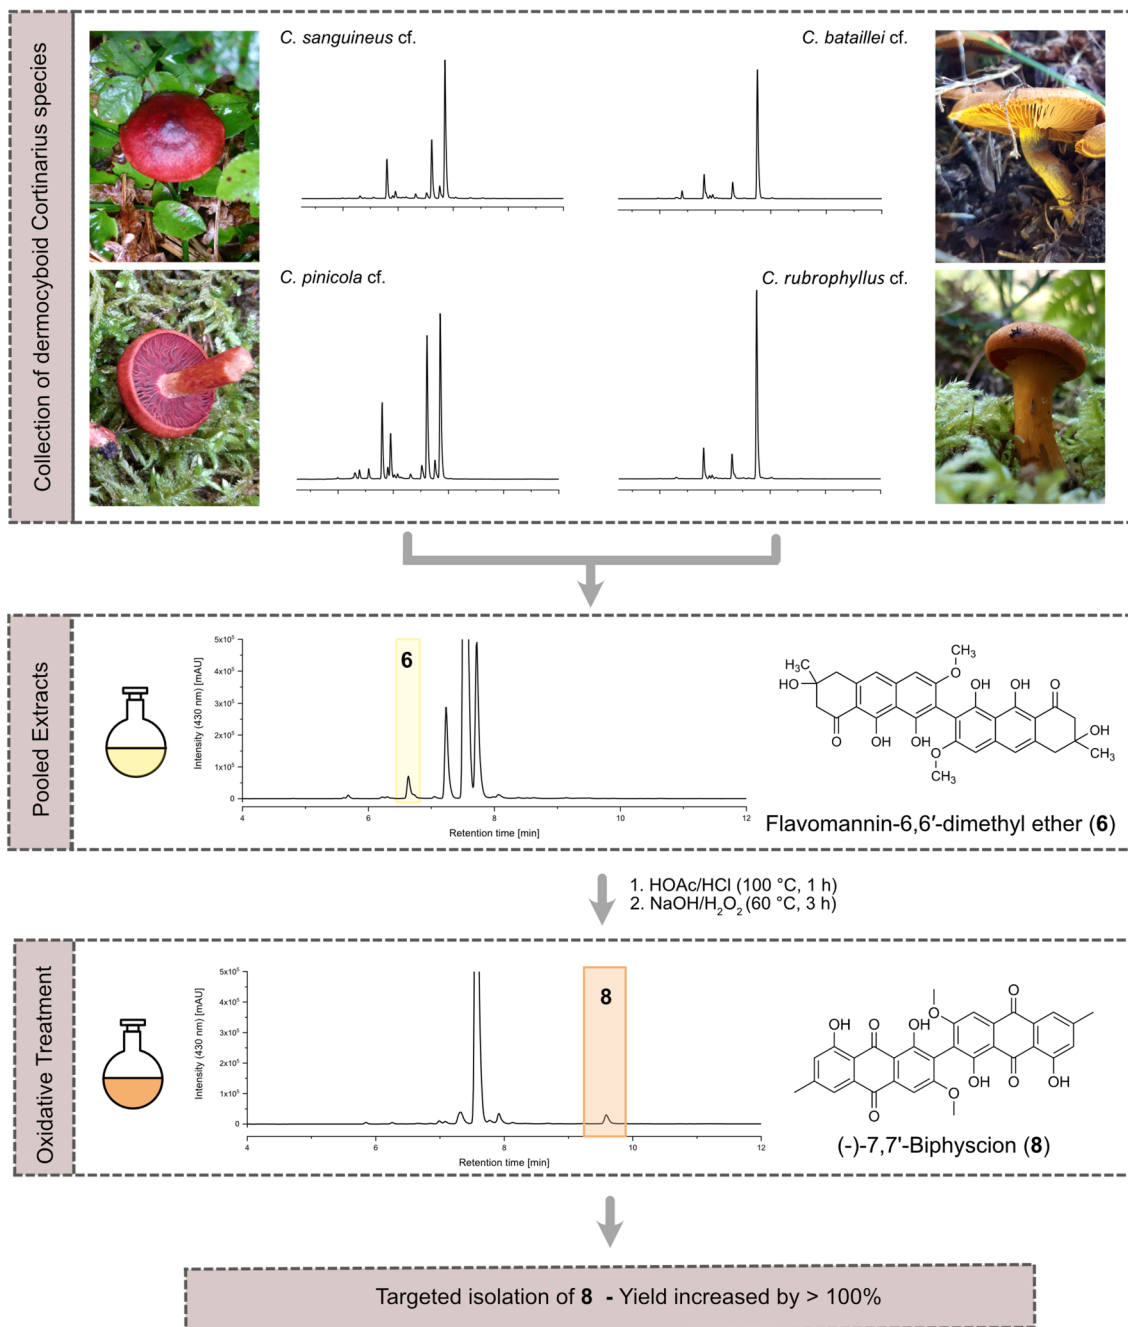 Collection of dermocyboid Cortinarius species
C. sanguineus cf.
C. bataillei cf.
C. pinicola cf.
C. rubrophyllus cf.
Pooled Extracts
Intensity (430 nm) [mAU]
5x10⁵
4x10⁵
3x10⁵
2x10⁵
1x10⁵
0
6
4 6 8 10 12
Retention time [min]
H₃C
HO
O
OH OH
O
CH₃
OH OH O
OH
CH₃
O
CH₃
Flavomannin-6,6′-dimethyl ether (6)
1. HOAc/HCl (100 °C, 1 h)
2. NaOH/H₂O₂ (60 °C, 3 h)
Oxidative Treatment
Intensity (430 nm) [mAU]
5x10⁵
4x10⁵
3x10⁵
2x10⁵
1x10⁵
0
8
4 6 8 10 12
Retention time [min]
O
O
OH O OH
O
O
OH O OH
(-)-7,7'-Biphyscion (8)
Targeted isolation of 8 - Yield increased by > 100%